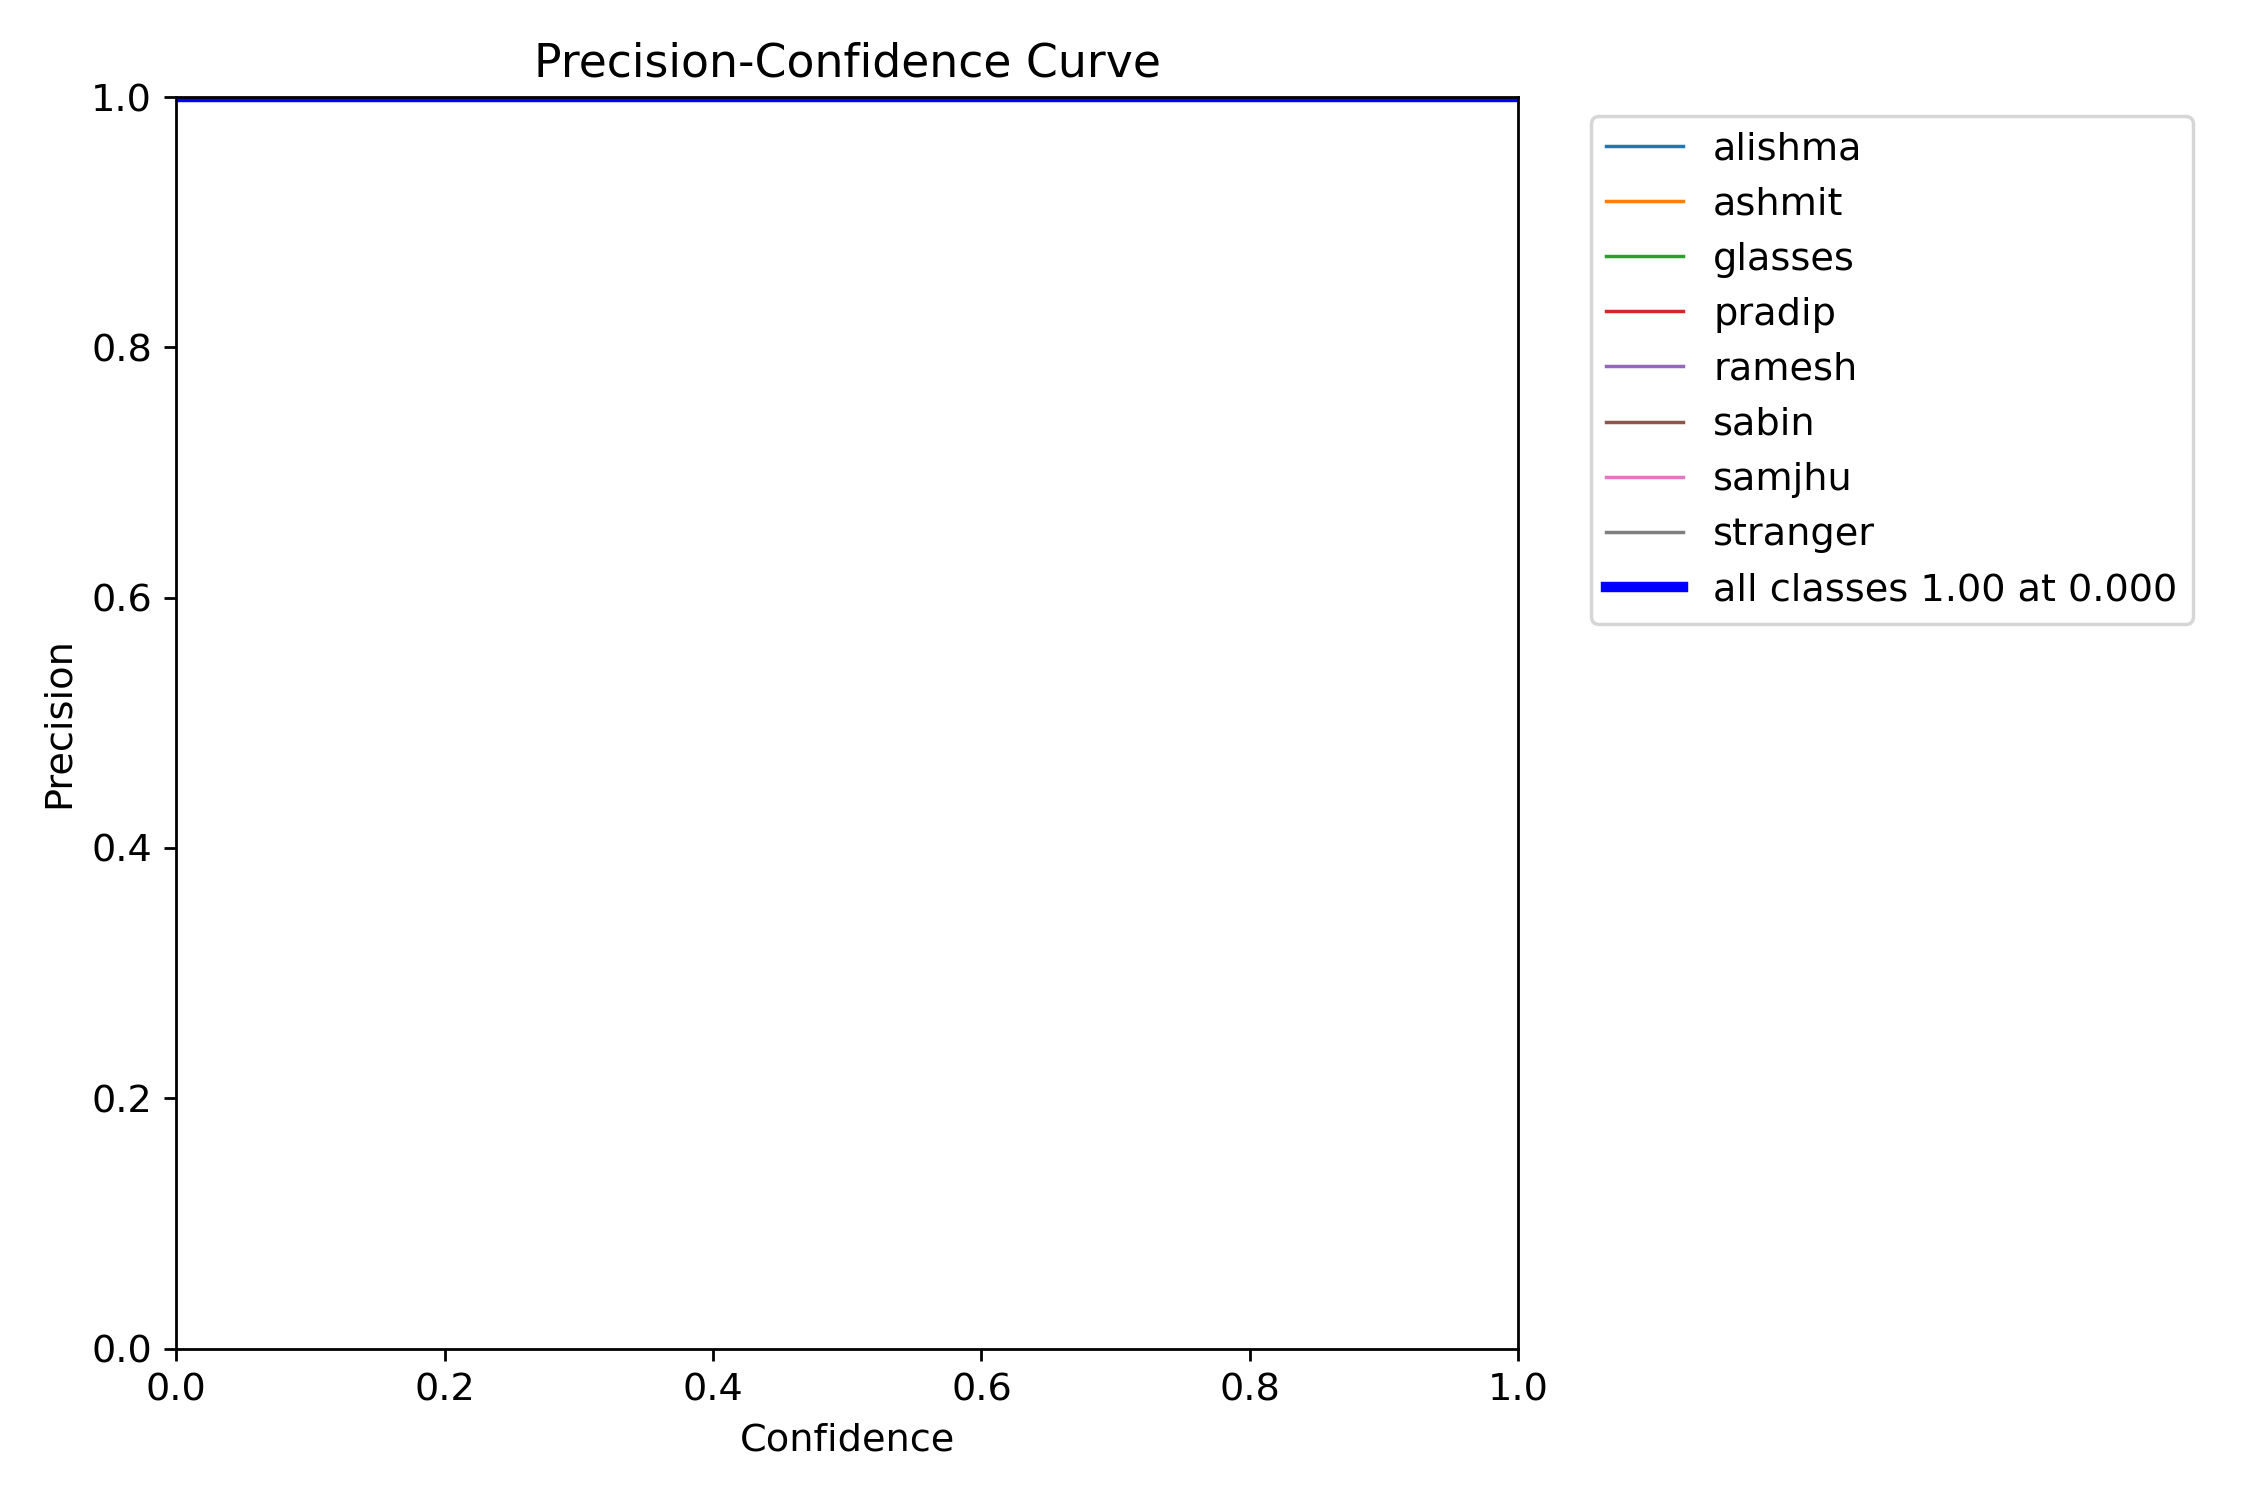 Precision-Confidence Curve
1.0
0.8
0.6
0.4
0.2
0.0
Precision
0.0 0.2 0.4 0.6 0.8 1.0
Confidence
alishma
ashmit
glasses
pradip
ramesh
sabin
samjhu
stranger
all classes 1.00 at 0.000